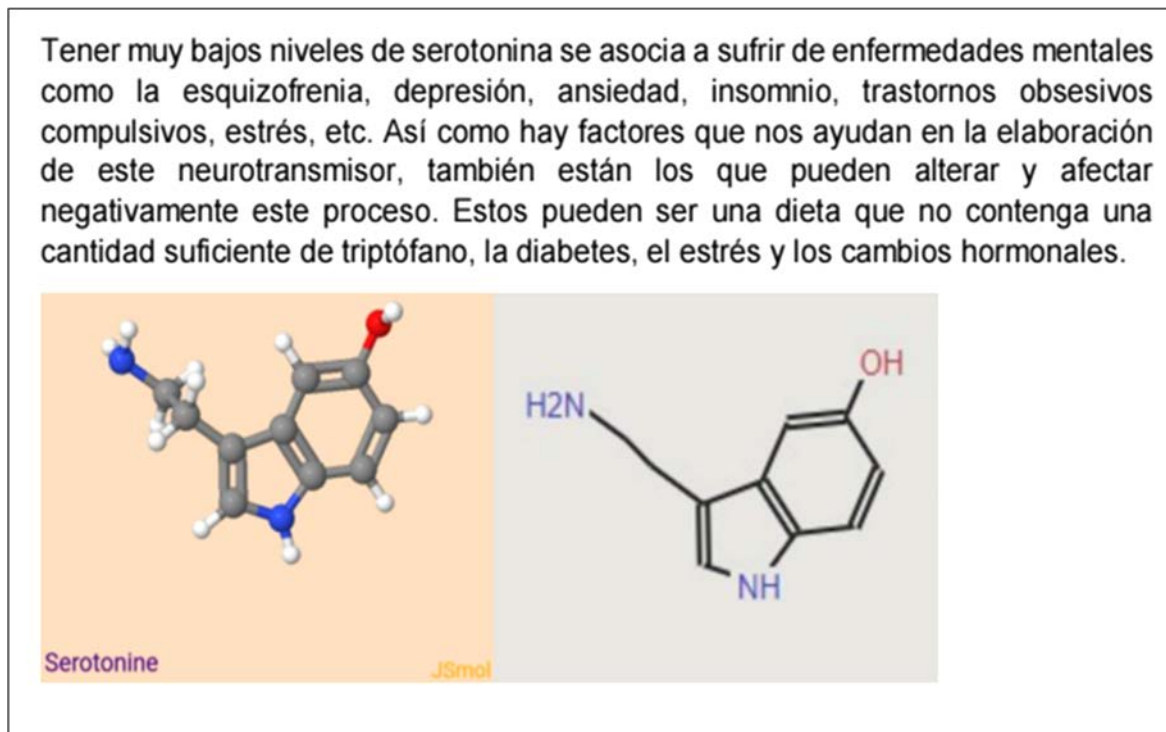 Tener muy bajos niveles de serotonina se asocia a sufrir de enfermedades mentales
como la esquizofrenia, depresión, ansiedad, insomnio, trastornos obsesivos
compulsivos, estrés, etc. Así como hay factores que nos ayudan en la elaboración
de este neurotransmisor, también están los que pueden alterar y afectar
negativamente este proceso. Estos pueden ser una dieta que no contenga una
cantidad suficiente de triptófano, la diabetes, el estrés y los cambios hormonales.
OH
H2N
NH
Serotonine
JSmol